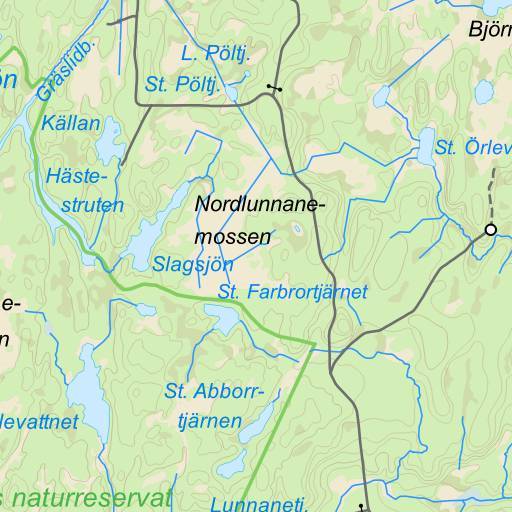 Björn
L. Pöltj.
St. Pöltj.
Gräslidb.
ön
Källan
St. Örlev
Häste-
struten
Nordlunnane-
mossen
Slagsjön
St. Farbrortjärnet
e-
n
St. Abborr-
tjärnen
levattnet
s naturreservat
Lunnanetj.